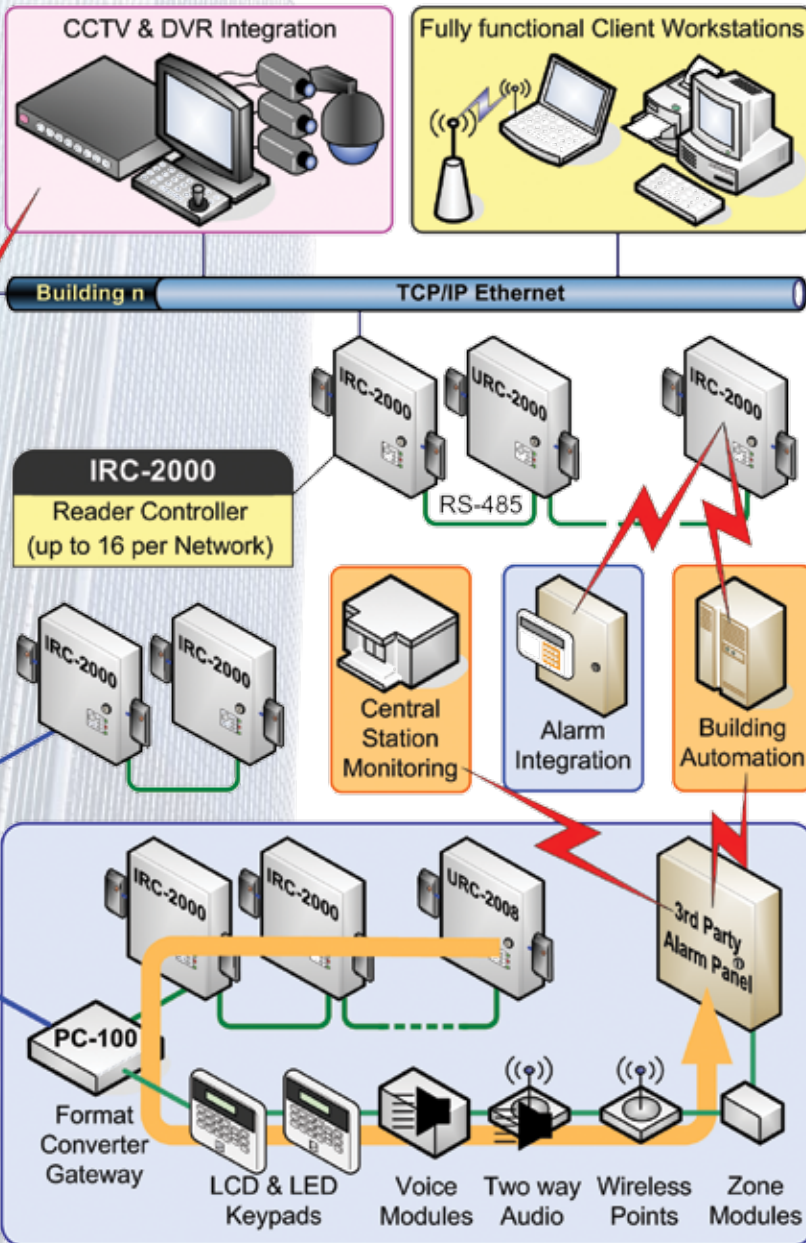 CCTV & DVR Integration
Fully functional Client Workstations
Building n
TCP/IP Ethernet
IRC-2000
URC-2000
IRC-2000
IRC-2000
Reader Controller
(up to 16 per Network)
RS-485
IRC-2000
IRC-2000
Central
Station
Monitoring
Alarm
Integration
Building
Automation
IRC-2000
IRC-2000
URC-2008
3rd Party
Alarm Panel
PC-100
Format
Converter
Gateway
LCD & LED
Keypads
Voice
Modules
Two way
Audio
Wireless
Points
Zone
Modules